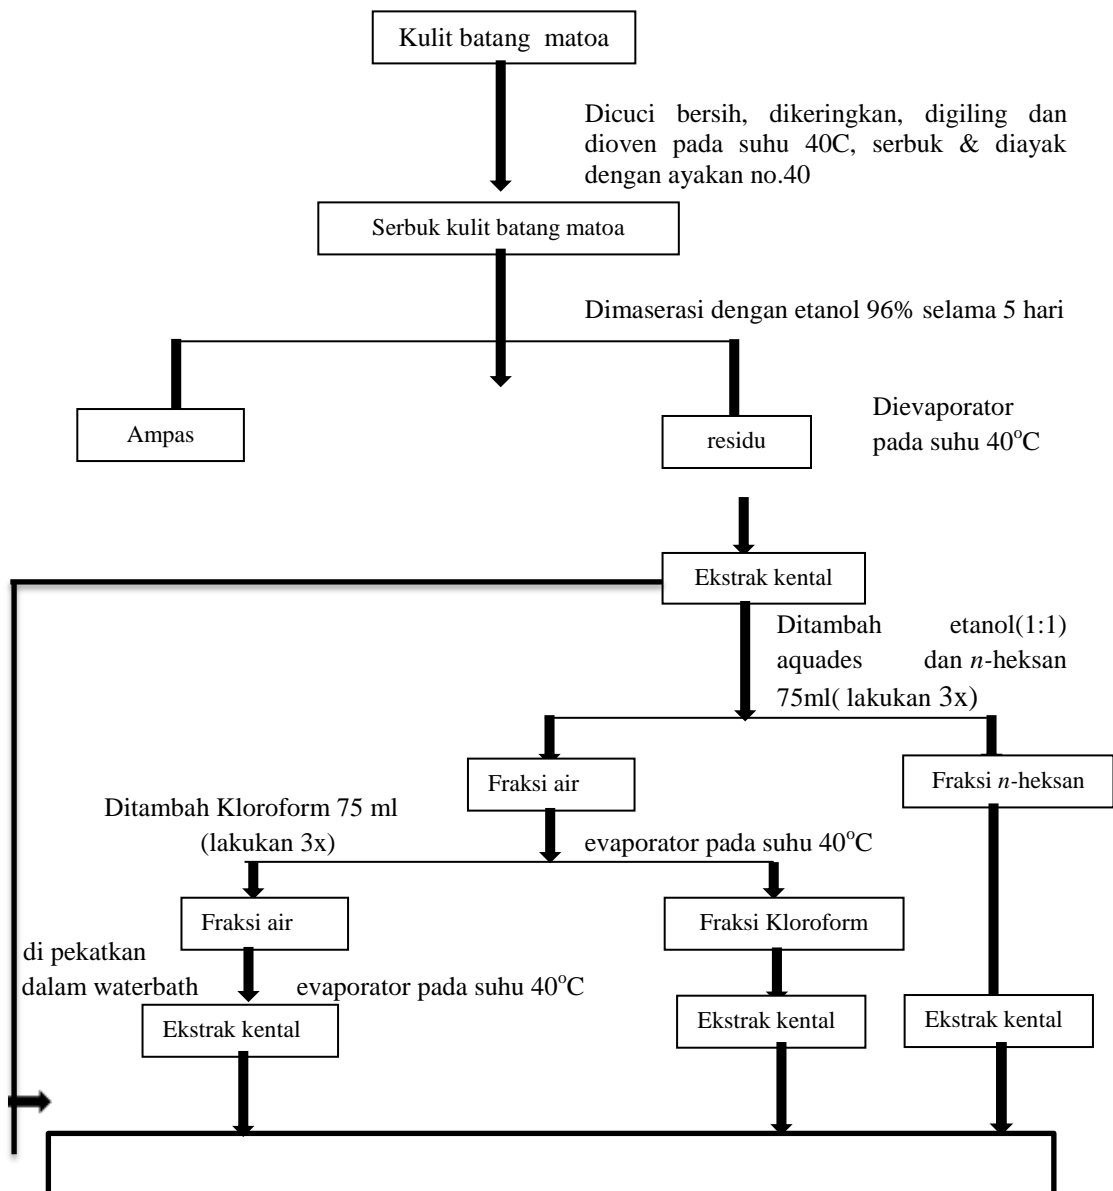 Kulit batang matoa
Dicuci bersih, dikeringkan, digiling dan
dioven pada suhu 40C, serbuk & diayak
dengan ayakan no.40
Serbuk kulit batang matoa
Dimaserasi dengan etanol 96% selama 5 hari
Ampas
residu
Dievaporator
pada suhu 40°C
Ekstrak kental
Ditambah etanol(1:1)
aquades dan n-heksan
75ml( lakukan 3x)
Fraksi air
Fraksi n-heksan
Ditambah Kloroform 75 ml
(lakukan 3x)
evaporator pada suhu 40°C
Fraksi air
Fraksi Kloroform
di pekatkan
dalam waterbath
evaporator pada suhu 40°C
Ekstrak kental
Ekstrak kental
Ekstrak kental